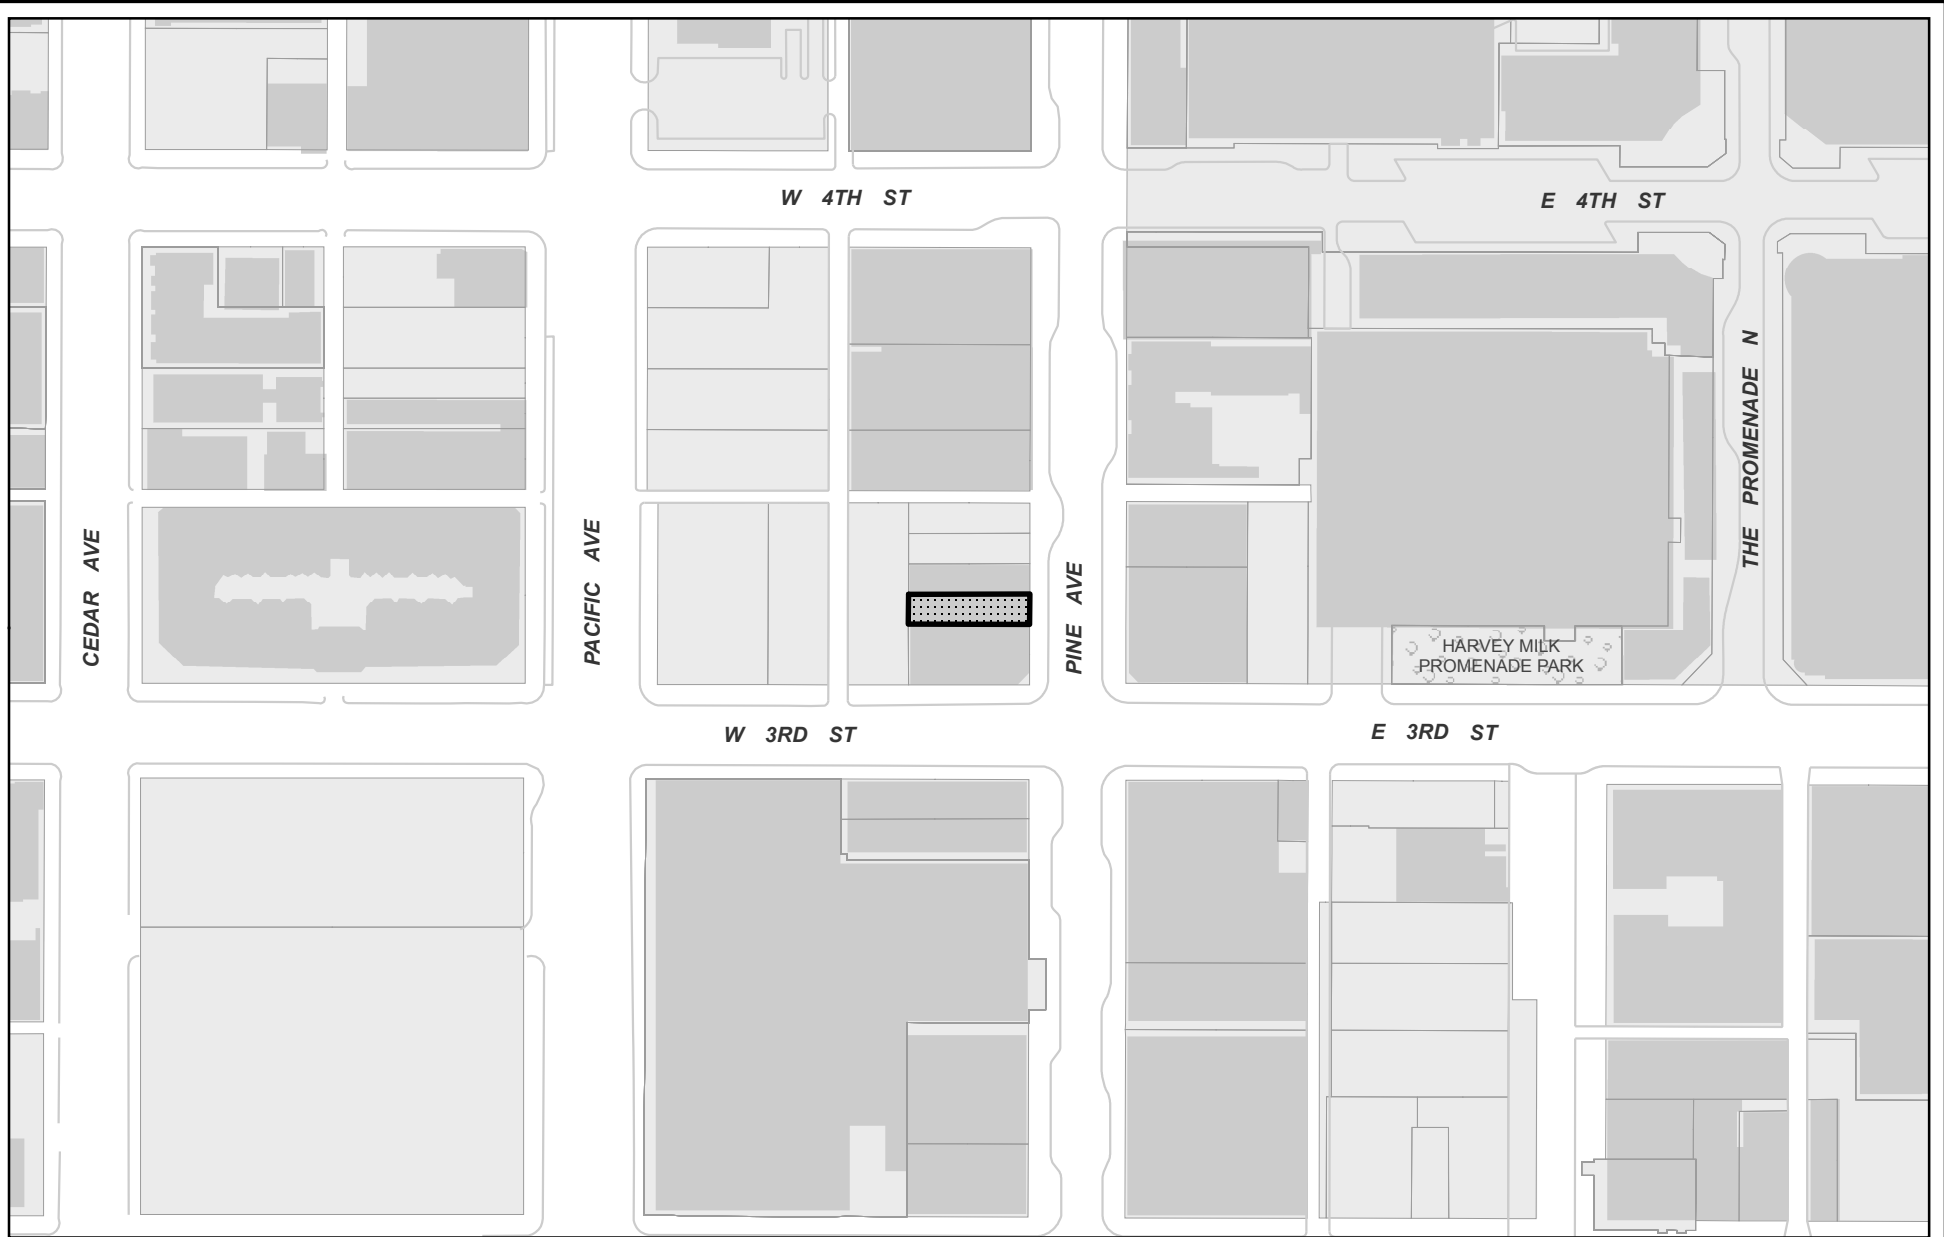 W 4TH ST
E 4TH ST
CEDAR AVE
PACIFIC AVE
PINE AVE
THE PROMENADE N
HARVEY MILK
PROMENADE PARK
W 3RD ST
E 3RD ST